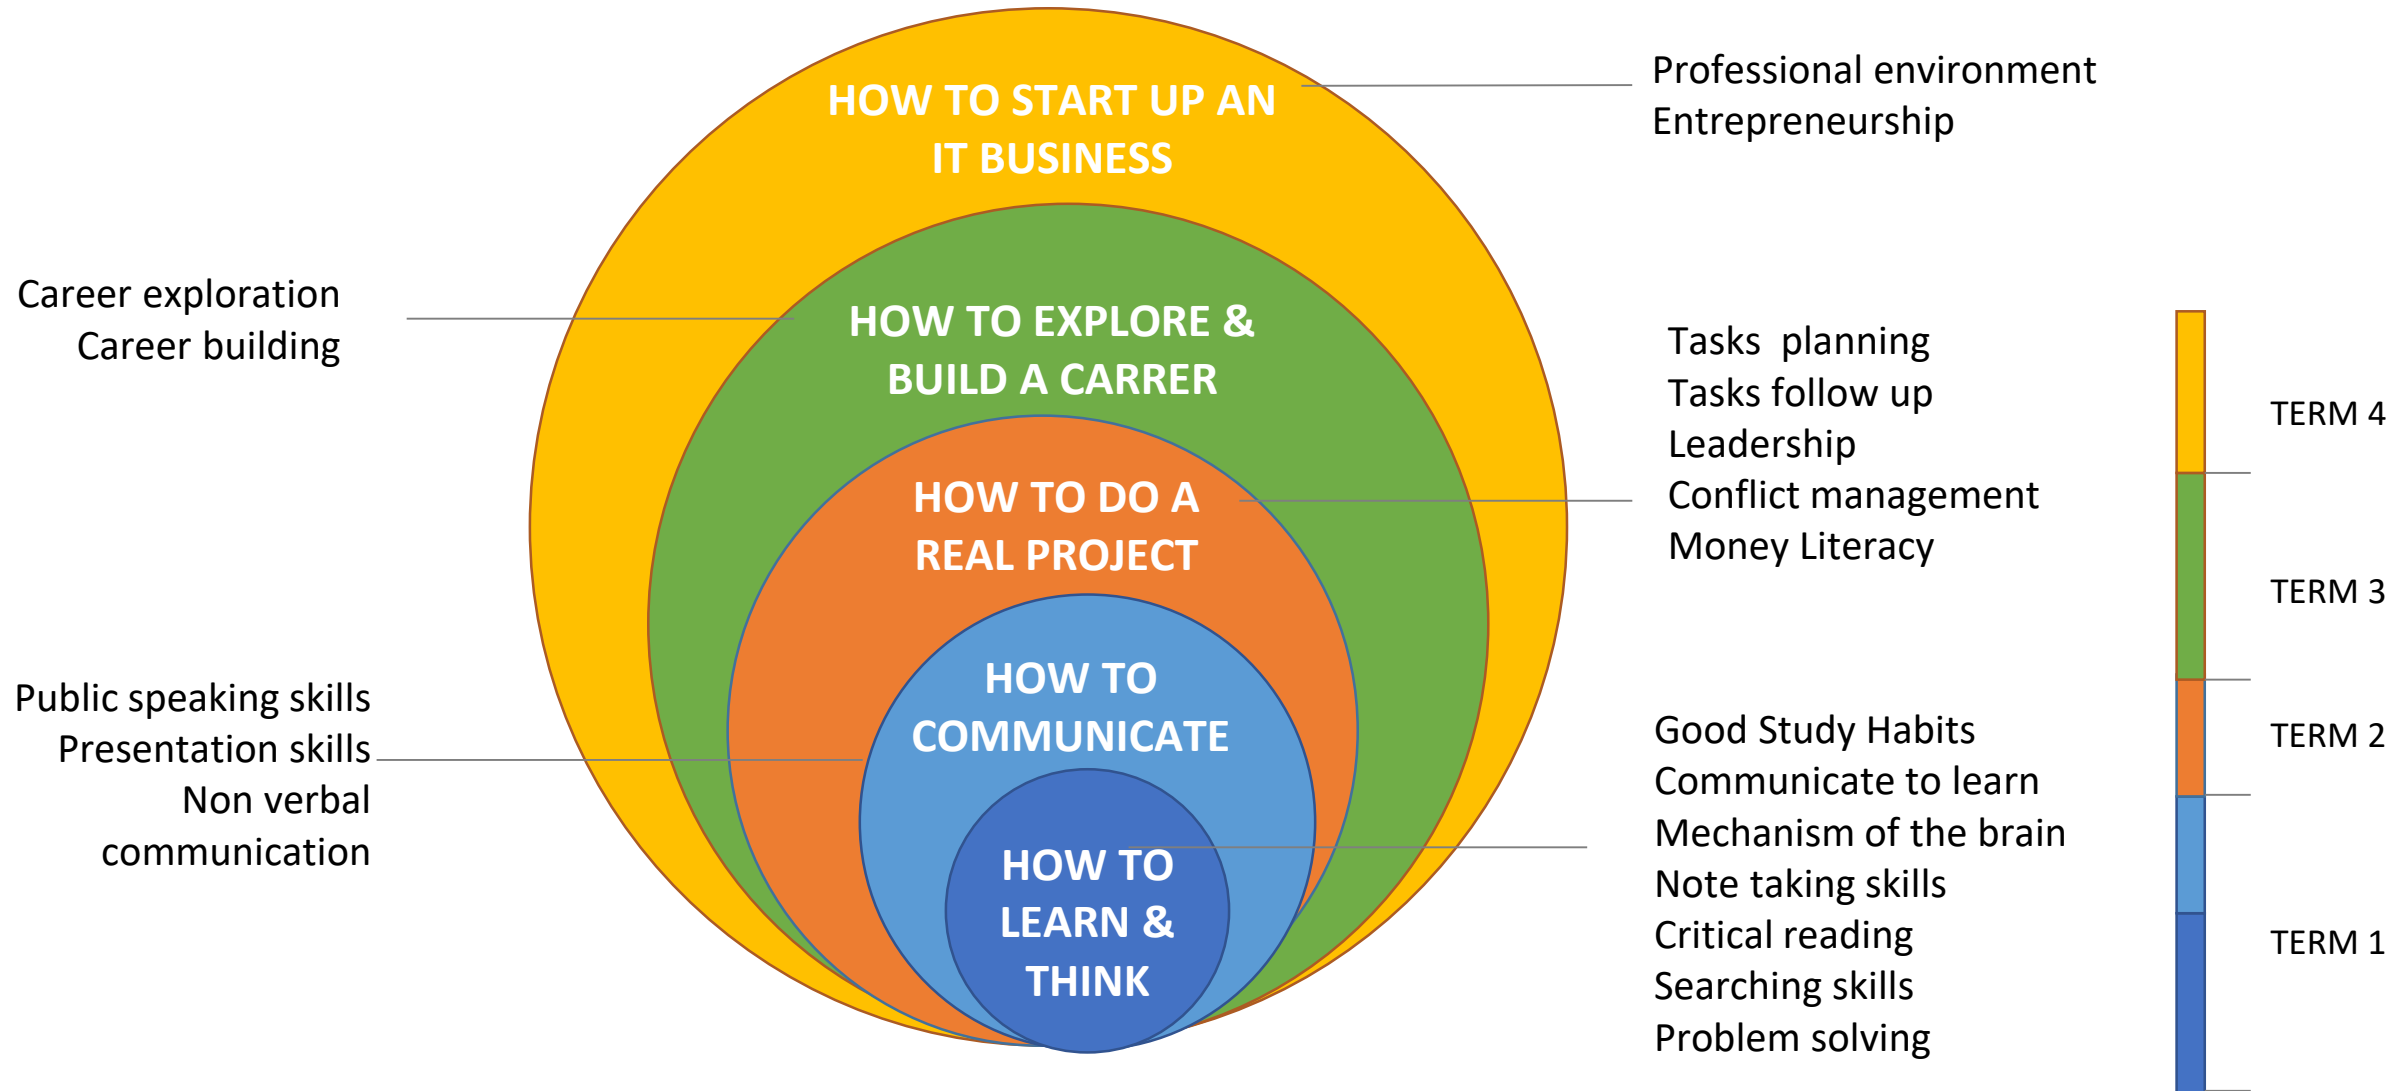 HOW TO START UP AN
IT BUSINESS
Professional environment
Entrepreneurship
Career exploration
Career building
HOW TO EXPLORE &
BUILD A CARRER
Tasks  planning
Tasks follow up
Leadership
Conflict management
Money Literacy
HOW TO DO A
REAL PROJECT
Public speaking skills
Presentation skills
Non verbal
communication
HOW TO
COMMUNICATE
HOW TO
LEARN &
THINK
Good Study Habits
Communicate to learn
Mechanism of the brain
Note taking skills
Critical reading
Searching skills
Problem solving
TERM 4
TERM 3
TERM 2
TERM 1